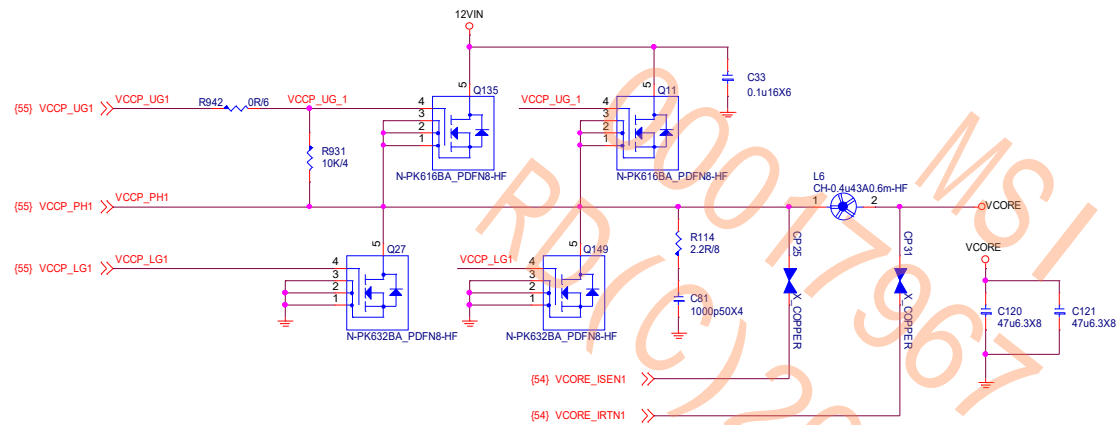 12VIN
C33
0.1u16X6
{55} VCCP_UG1
VCCP_UG1
R942
0R/6
VCCP_UG_1
Q135
5
4
3
2
1
N-PK616BA_PDFN8-HF
VCCP_UG_1
Q11
5
4
3
2
1
N-PK616BA_PDFN8-HF
R931
10K/4
{55} VCCP_PH1
VCCP_PH1
L6
CH-0.4u43A0.6m-HF
1
2
VCORE
{55} VCCP_LG1
VCCP_LG1
Q27
5
4
3
2
1
N-PK632BA_PDFN8-HF
VCCP_LG1
Q149
5
4
3
2
1
N-PK632BA_PDFN8-HF
R114
2.2R/8
C81
1000p50X4
CP25
X_COPPER
CP31
X_COPPER
VCORE
C120
47u6.3X8
C121
47u6.3X8
{54} VCORE_ISEN1
{54} VCORE_IRTN1
MSI
00017967
RD(C)20